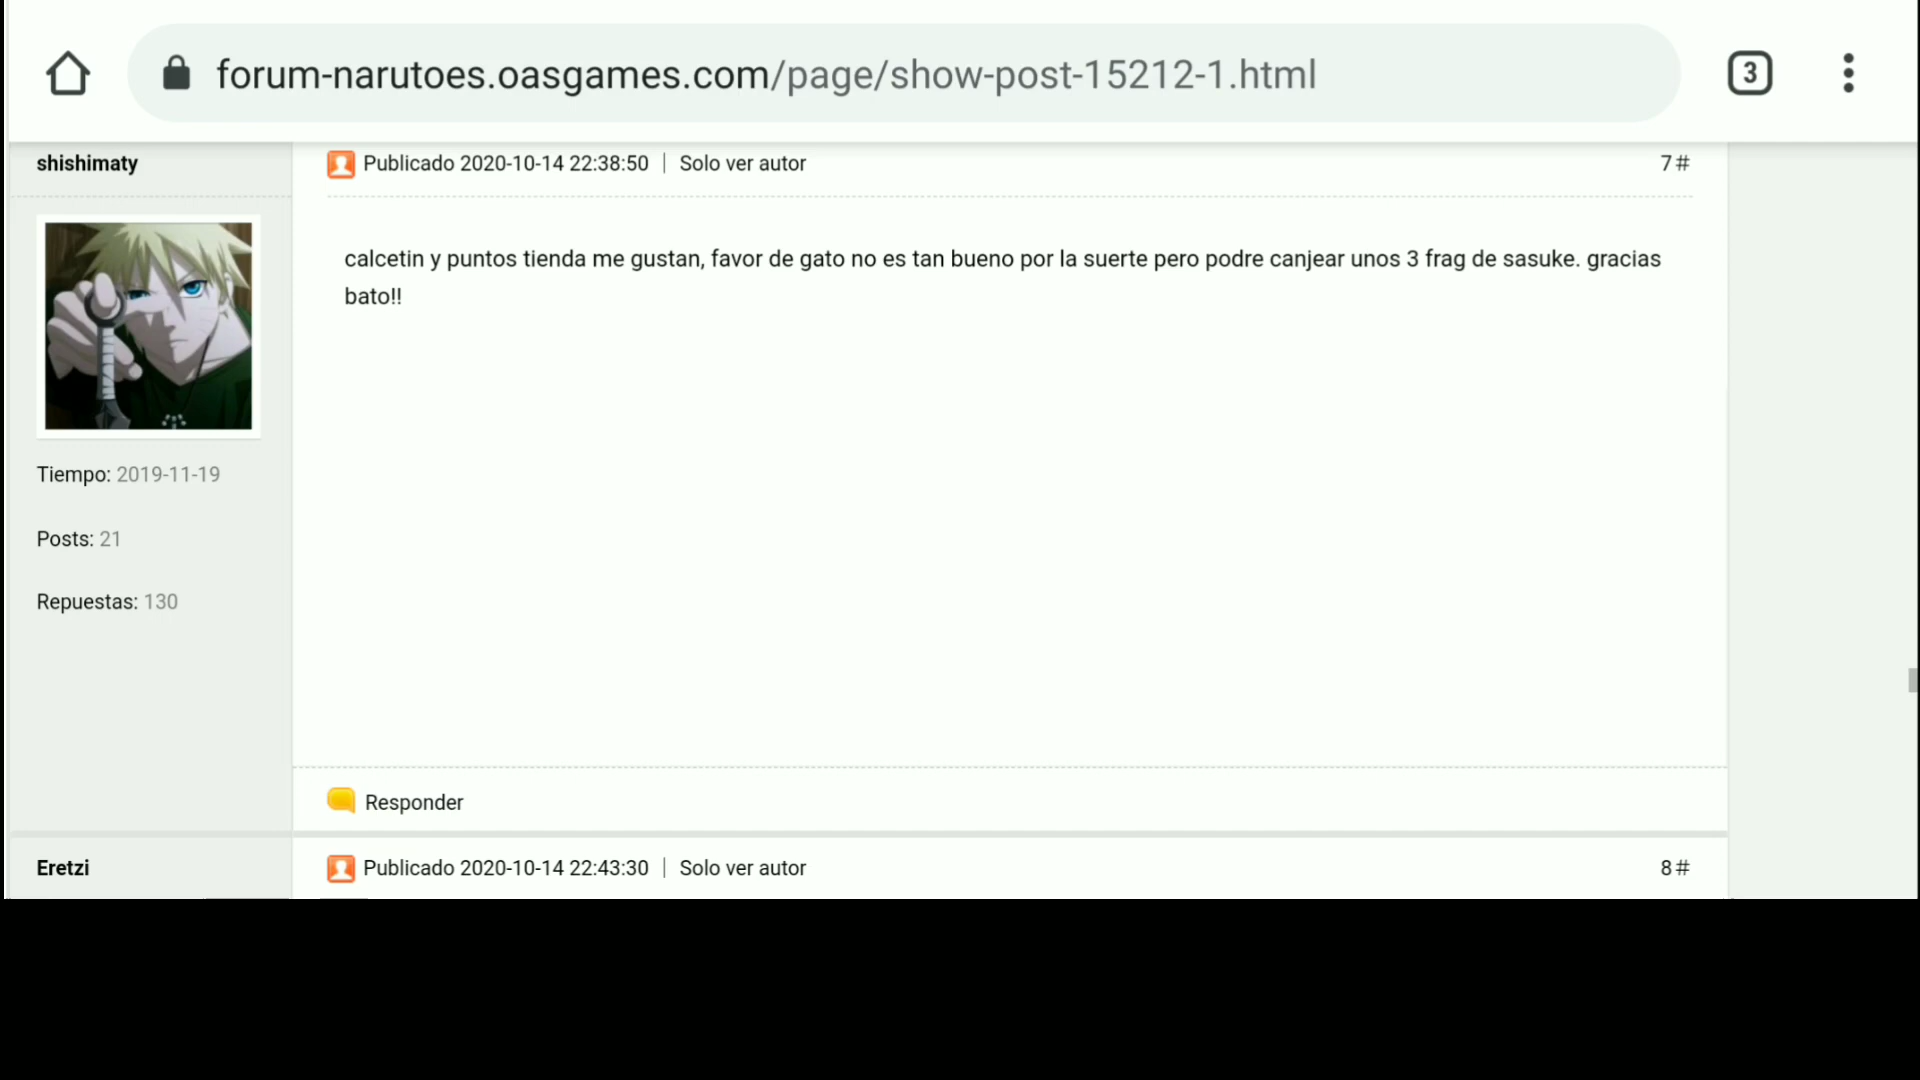 forum-narutoes.oasgames.com/page/show-post-15212-1.html
3
shishimaty
Publicado 2020-10-14 22:38:50 | Solo ver autor
7#
calcetin y puntos tienda me gustan, favor de gato no es tan bueno por la suerte pero podre canjear unos 3 frag de sasuke. gracias
bato!!
Tiempo: 2019-11-19
Posts: 21
Repuestas: 130
Responder
Eretzi
Publicado 2020-10-14 22:43:30 | Solo ver autor
8#